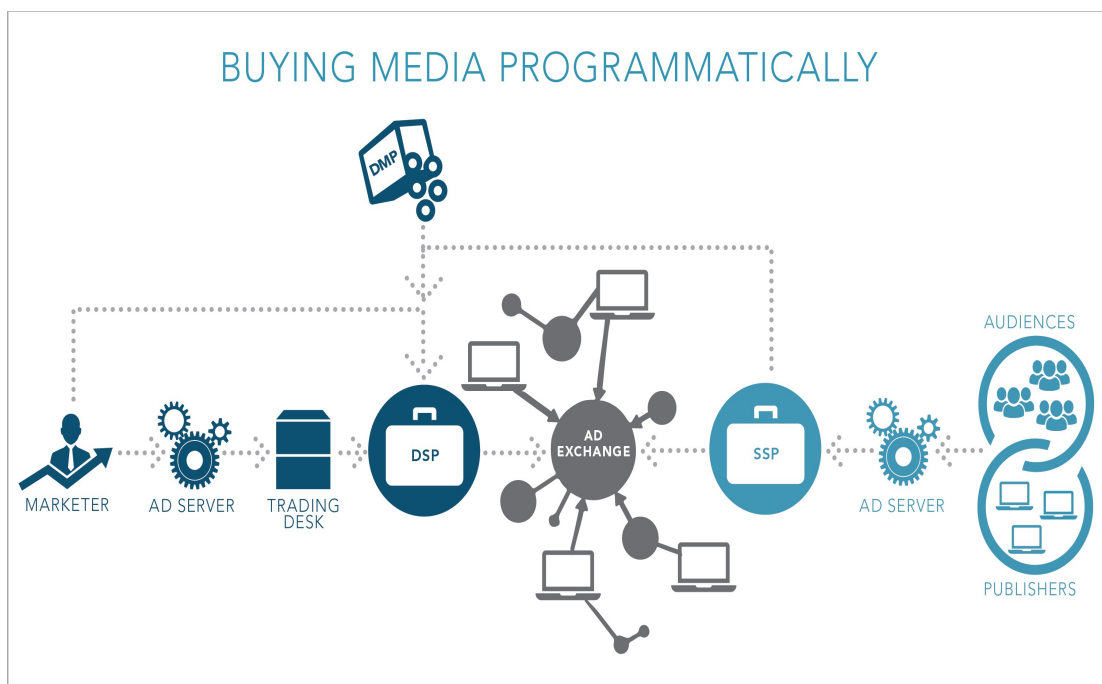 BUYING MEDIA PROGRAMMATICALLY
DMP
AUDIENCES
DSP
AD
EXCHANGE
SSP
MARKETER
AD SERVER
TRADING
DESK
AD SERVER
PUBLISHERS